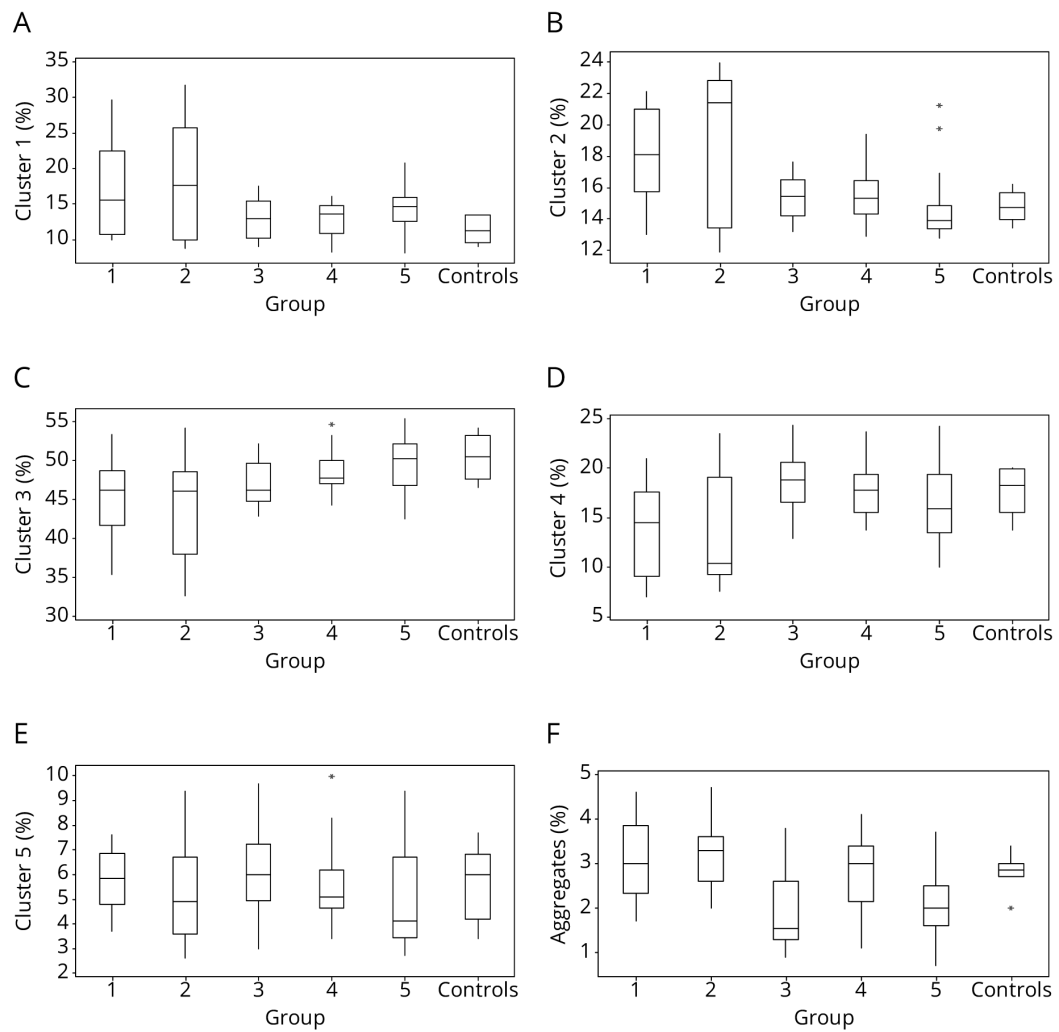 A
Cluster 1 (%)
35
30
25
20
15
10
1 2 3 4 5 Controls
Group
B
Cluster 2 (%)
24
22
20
18
16
14
12
1 2 3 4 5 Controls
Group
C
Cluster 3 (%)
55
50
45
40
35
30
1 2 3 4 5 Controls
Group
D
Cluster 4 (%)
25
20
15
10
5
1 2 3 4 5 Controls
Group
E
Cluster 5 (%)
10
9
8
7
6
5
4
3
2
1 2 3 4 5 Controls
Group
F
Aggregates (%)
5
4
3
2
1
1 2 3 4 5 Controls
Group